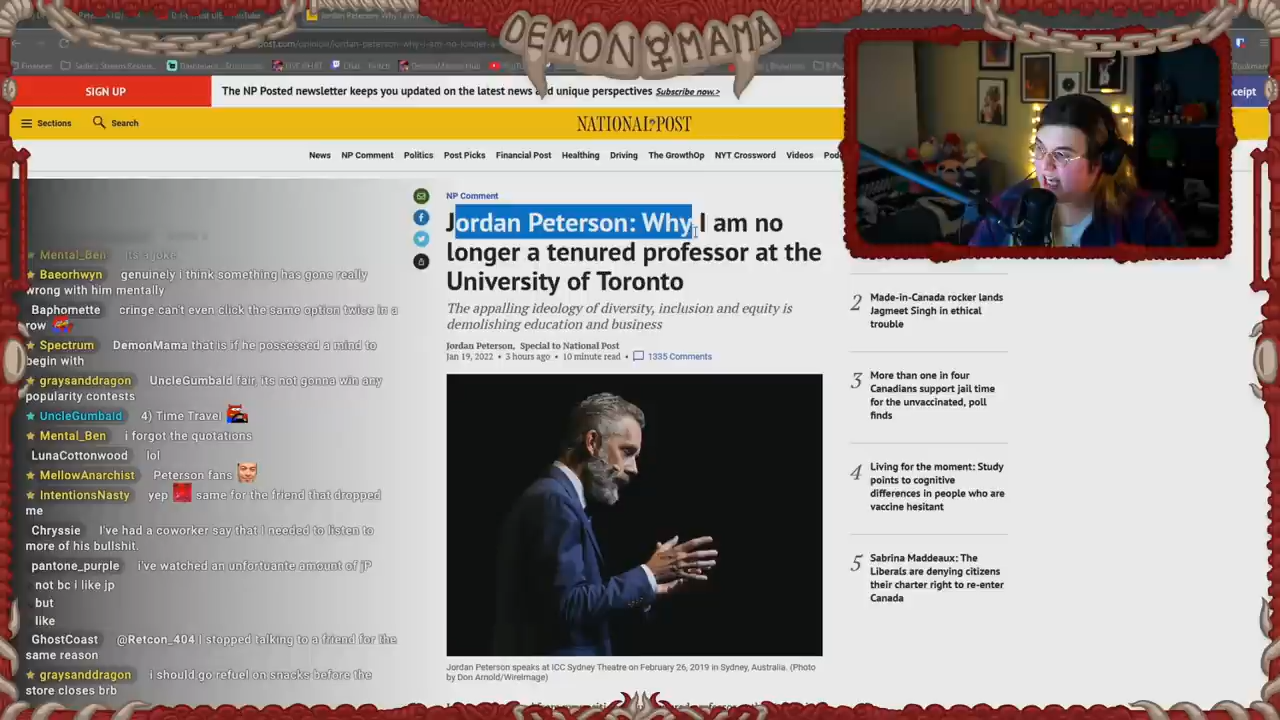 DEMON MAMA
SIGN UP
The NP Posted newsletter keeps you updated on the latest news and unique perspectives Subscribe now.>
ceipt
Sections
Search
NATIONAL POST
News NP Comment Politics Post Picks Financial Post Healthing Driving The GrowthOp NYT Crossword Videos Pod
NP Comment
Jordan Peterson: Why I am no
longer a tenured professor at the
University of Toronto
The appalling ideology of diversity, inclusion and equity is
demolishing education and business
Jordan Peterson, Special to National Post
Jan 19, 2022 • 3 hours ago • 10 minute read • 1335 Comments
Jordan Peterson speaks at ICC Sydney Theatre on February 26, 2019 in Sydney, Australia. (Photo
by Don Arnold/WireImage)
2 Made-in-Canada rocker lands
Jagmeet Singh in ethical
trouble
3 More than one in four
Canadians support jail time
for the unvaccinated, poll
finds
4 Living for the moment: Study
points to cognitive
differences in people who are
vaccine hesitant
5 Sabrina Maddeaux: The
Liberals are denying citizens
their charter right to re-enter
Canada
Mental_Ben its a joke
Baeorhwyn genuinely i think something has gone really
wrong with him mentally
Baphomette cringe can't even click the same option twice in a
row
Spectrum DemonMama that is if he possessed a mind to
begin with
graysanddragon UncleGumbald fair, its not gonna win any
popularity contests
UncleGumbald 4) Time Travel
Mental_Ben i forgot the quotations
LunaCottonwood lol
MellowAnarchist Peterson fans
IntentionsNasty yep same for the friend that dropped
me
Chryssie I've had a coworker say that I needed to listen to
more of his bullshit.
pantone_purple i've watched an unfortuante amount of jP
not bc i like jp
but
like
GhostCoast @Retcon_404 I stopped talking to a friend for the
same reason
graysanddragon i should go refuel on snacks before the
store closes brb